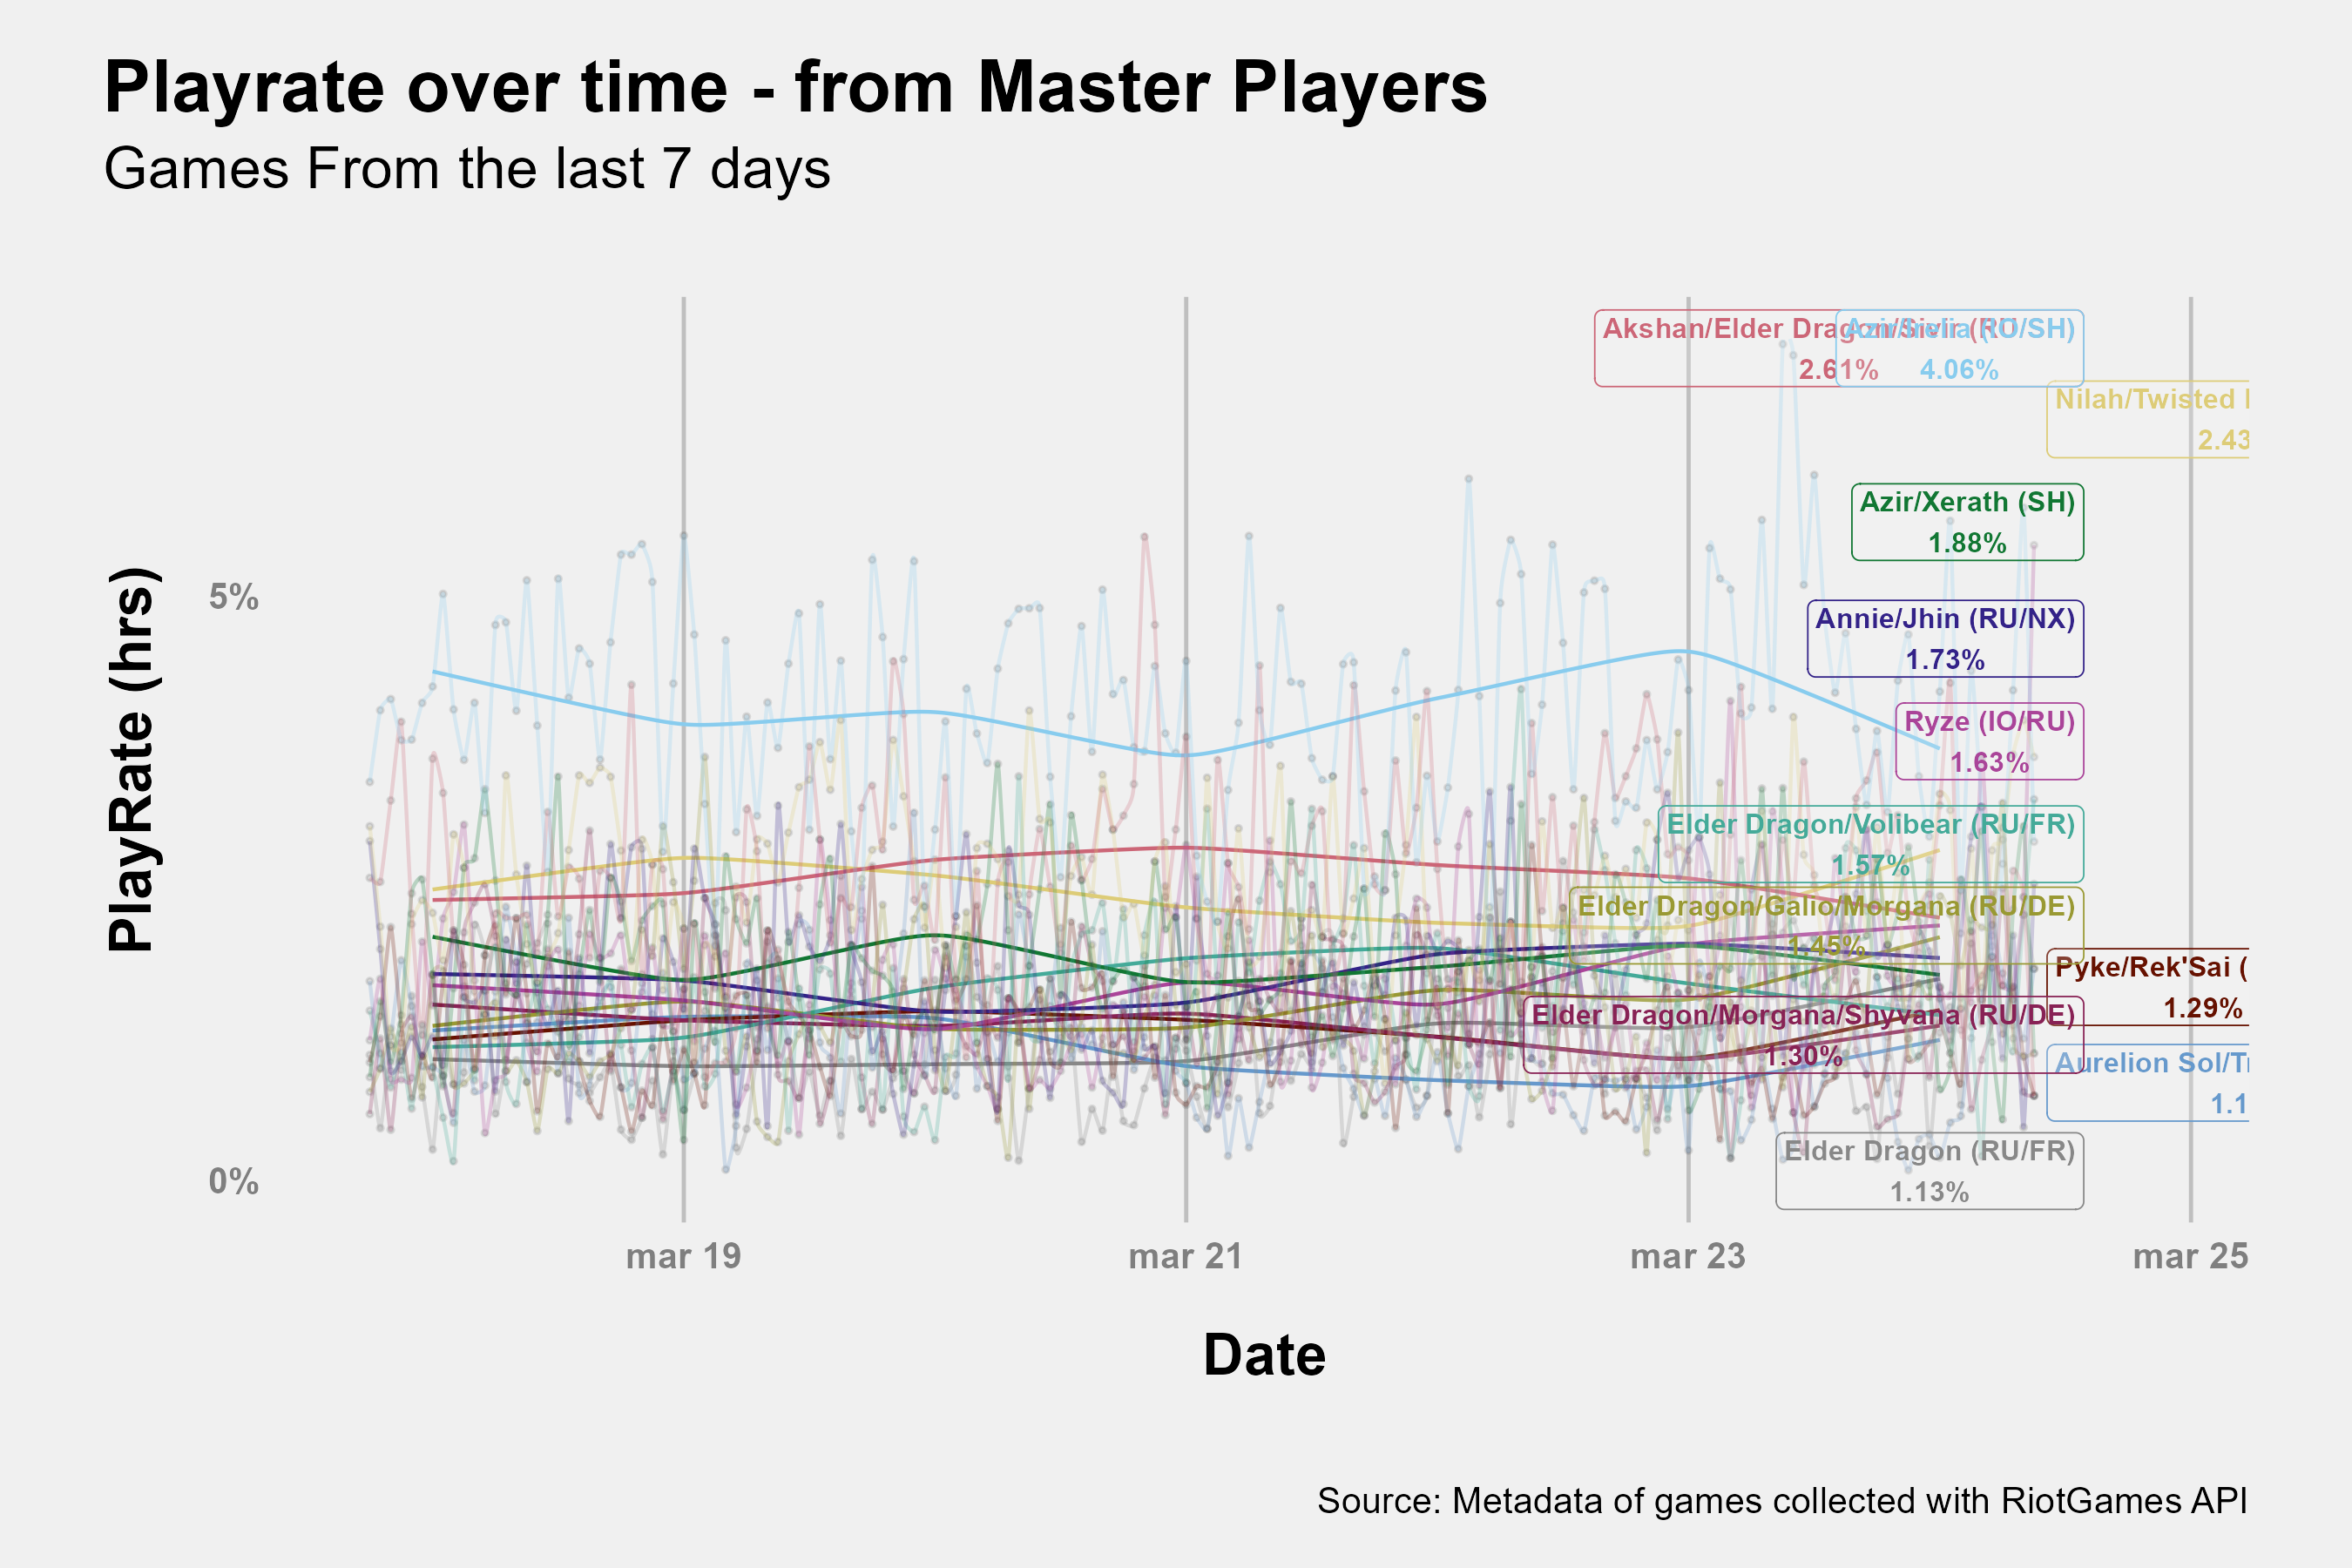 Playrate over time - from Master Players
Games From the last 7 days
PlayRate (hrs)
5%
0%
Akshan/Elder Dragon/Sivir (RU/
2.61%
Azir/Irelia (IO/SH)
4.06%
Nilah/Twisted
2.43
Azir/Xerath (SH)
1.88%
Annie/Jhin (RU/NX)
1.73%
Ryze (IO/RU)
1.63%
Elder Dragon/Volibear (RU/FR)
1.57%
Elder Dragon/Galio/Morgana (RU/DE)
1.45%
Pyke/Rek'Sai (
1.29%
Elder Dragon/Morgana/Shyvana (RU/DE)
1.30%
Aurelion Sol/
1.1
Elder Dragon (RU/FR)
1.13%
mar 19
mar 21
mar 23
mar 25
Date
Source: Metadata of games collected with RiotGames API